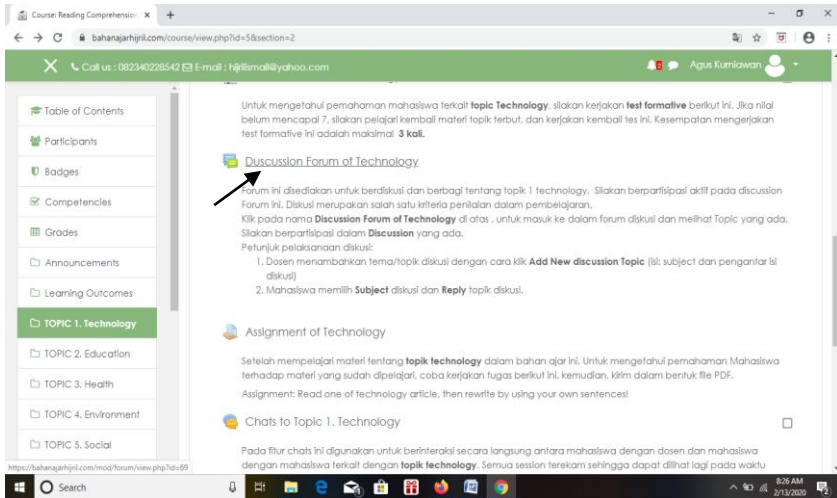 Course: Reading Comprehension
bahanajarhijril.com/course/view.php?id=5&section=2
Call us : 082340228542 E-mail : hijrilismail@yahoo.com
Agus Kurniawan
Table of Contents
Participants
Badges
Competencies
Grades
Announcements
Learning Outcomes
TOPIC 1. Technology
TOPIC 2. Education
TOPIC 3. Health
TOPIC 4. Environment
TOPIC 5. Social
Untuk mengetahui pemahaman mahasiswa terkait topic Technology, silakan kerjakan test formative berikut ini. Jika nilai
belum mencapai 7, silakan pelajari kembali materi topik terbut, dan kerjakan kembali tes ini. Kesempatan mengerjakan
test formative ini adalah maksimal 3 kali.
Duscussion Forum of Technology
Forum ini disediakan untuk berdiskusi dan berbagi tentang topik 1 technology. Silakan berpartisipasi aktif pada discussion
Forum ini. Diskusi merupakan salah satu kriteria penilaian dalam pembelajaran.
Klik pada nama Discussion Forum of Technology di atas , untuk masuk ke dalam forum diskusi dan melihat Topic yang ada.
Silakan berpartisipasi dalam Discussion yang ada.
Petunjuk pelaksanaan diskusi:
1. Dosen menambahkan tema/topik diskusi dengan cara klik Add New discussion Topic (isi: subject dan pengantar isi
diskusi)
2. Mahasiswa memilih Subject diskusi dan Reply topik diskusi.
Assignment of Technology
Setelah mempelajari materi tentang topik technology dalam bahan ajar ini, Untuk mengetahui pemahaman Mahasiswa
terhadap materi yang sudah dipelajari, coba kerjakan tugas berikut ini, kemudian, kirim dalam bentuk file PDF.
Assignment: Read one of technology article, then rewrite by using your own sentences!
Chats to Topic 1. Technology
Pada fitur chats ini digunakan untuk berinteraksi secara langsung antara mahasiswa dengan dosen dan mahasiswa
dengan mahasiswa terkait dengan topik technology. Semua session terekam sehingga dapat dilihat lagi pada waktu
https://bahanajarhijril.com/mod/forum/view.php?id=69
Search
8:26 AM
2/13/2020